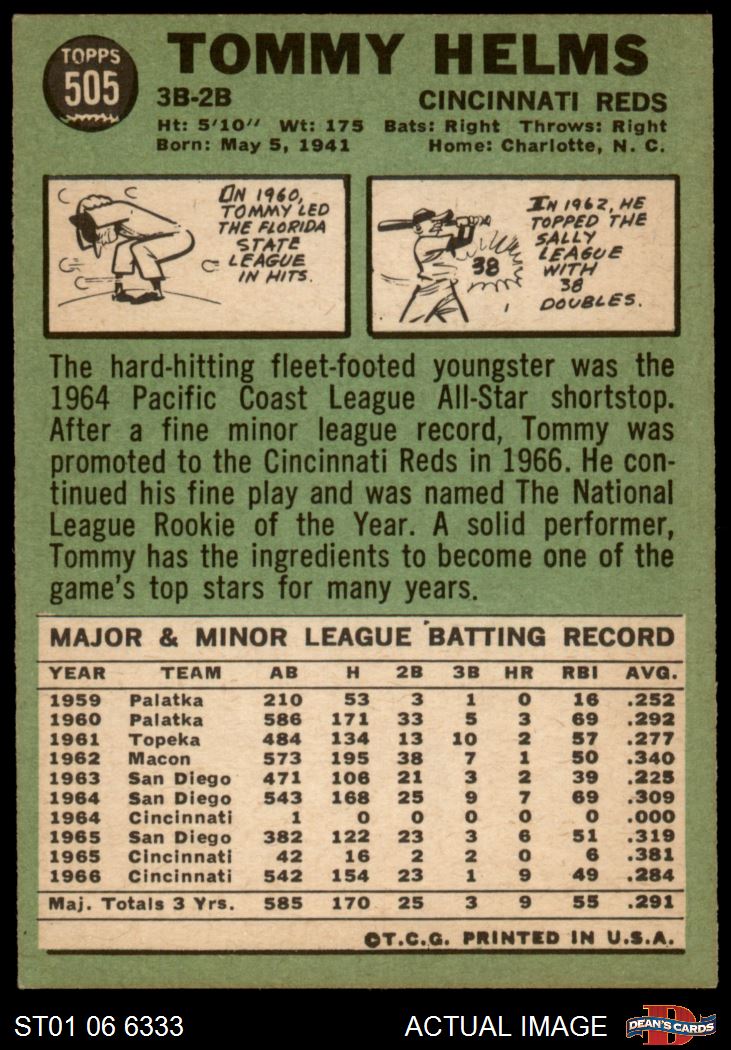 TOPPS
505
TOMMY HELMS
3B-2B
CINCINNATI REDS
Ht: 5'10" Wt: 175 Bats: Right Throws: Right
Born: May 5, 1941 Home: Charlotte, N. C.
IN 1960,
TOMMY LED
THE FLORIDA
STATE
LEAGUE
IN HITS.
38
IN 1962, HE
TOPPED THE
SALLY
LEAGUE
WITH
38
DOUBLES.
The hard-hitting fleet-footed youngster was the
1964 Pacific Coast League All-Star shortstop.
After a fine minor league record, Tommy was
promoted to the Cincinnati Reds in 1966. He con-
tinued his fine play and was named The National
League Rookie of the Year. A solid performer,
Tommy has the ingredients to become one of the
game's top stars for many years.
MAJOR & MINOR LEAGUE BATTING RECORD
YEAR TEAM AB H 2B 3B HR RBI AVG.
1959 Palatka 210 53 3 1 0 16 .252
1960 Palatka 586 171 33 5 3 69 .292
1961 Topeka 484 134 13 10 2 57 .277
1962 Macon 573 195 38 7 1 50 .340
1963 San Diego 471 106 21 3 2 39 .225
1964 San Diego 543 168 25 9 7 69 .309
1964 Cincinnati 1 0 0 0 0 0 .000
1965 San Diego 382 122 23 3 6 51 .319
1965 Cincinnati 42 16 2 2 0 6 .381
1966 Cincinnati 542 154 23 1 9 49 .284
Maj. Totals 3 Yrs. 585 170 25 3 9 55 .291
©T.C.G. PRINTED IN U.S.A.
ST01 06 6333
ACTUAL IMAGE
D
DEAN'S CARDS